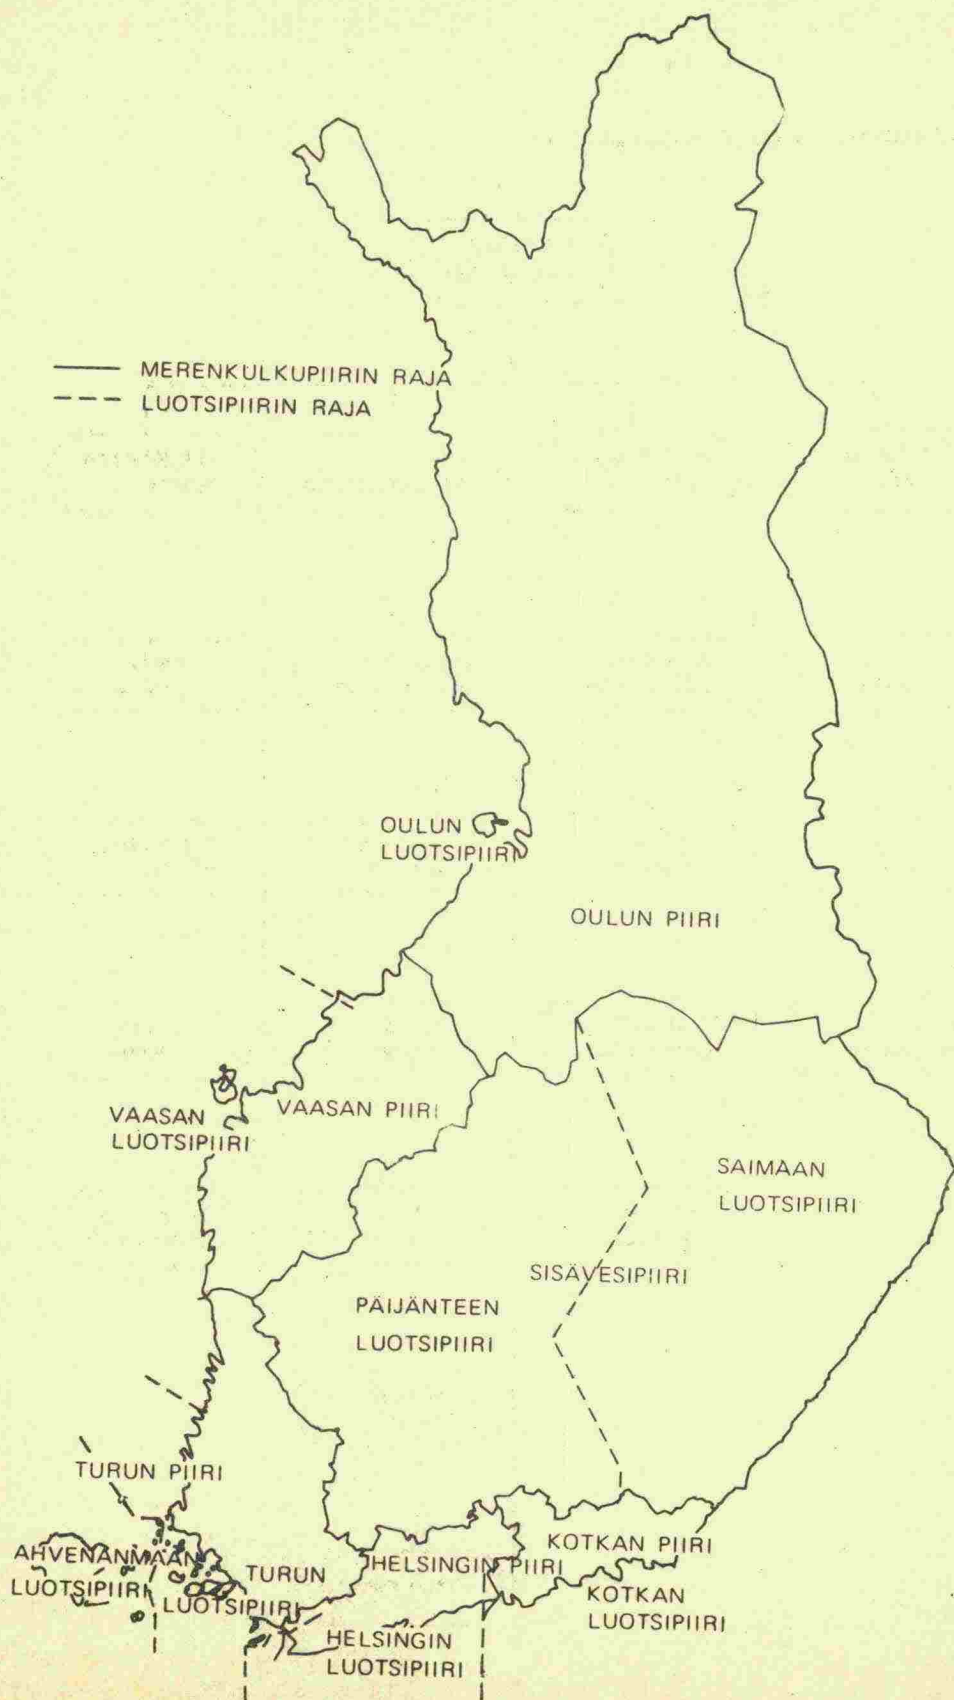 MERENKULKUPIIRIN RAJA
LUOTSIPIIRIN RAJA
OULUN
LUOTSIPIIRI
OULUN PIIRI
VAASAN PIIRI
VAASAN
LUOTSIPIIRI
SAIMAAN
LUOTSIPIIRI
SISÄVESIPIIRI
PÄIJÄNTEEN
LUOTSIPIIRI
TURUN PIIRI
AHVENANMAAN
LUOTSIPIIRI
TURUN
LUOTSIPIIRI
HELSINGIN PIIRI
KOTKAN PIIRI
KOTKAN
LUOTSIPIIRI
HELSINGIN
LUOTSIPIIRI